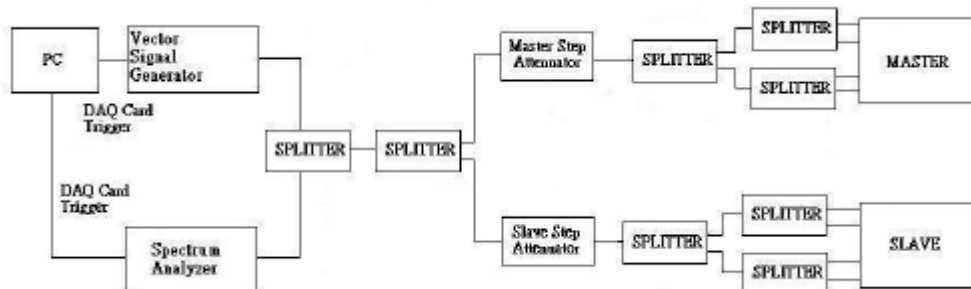 PC
Vector
Signal
Generator
DAQ Card
Trigger
DAQ Card
Trigger
Spectrum
Analyzer
SPLITTER
SPLITTER
Master Step
Attenuator
SPLITTER
SPLITTER
SPLITTER
MASTER
Slave Step
Attenuator
SPLITTER
SPLITTER
SPLITTER
SLAVE